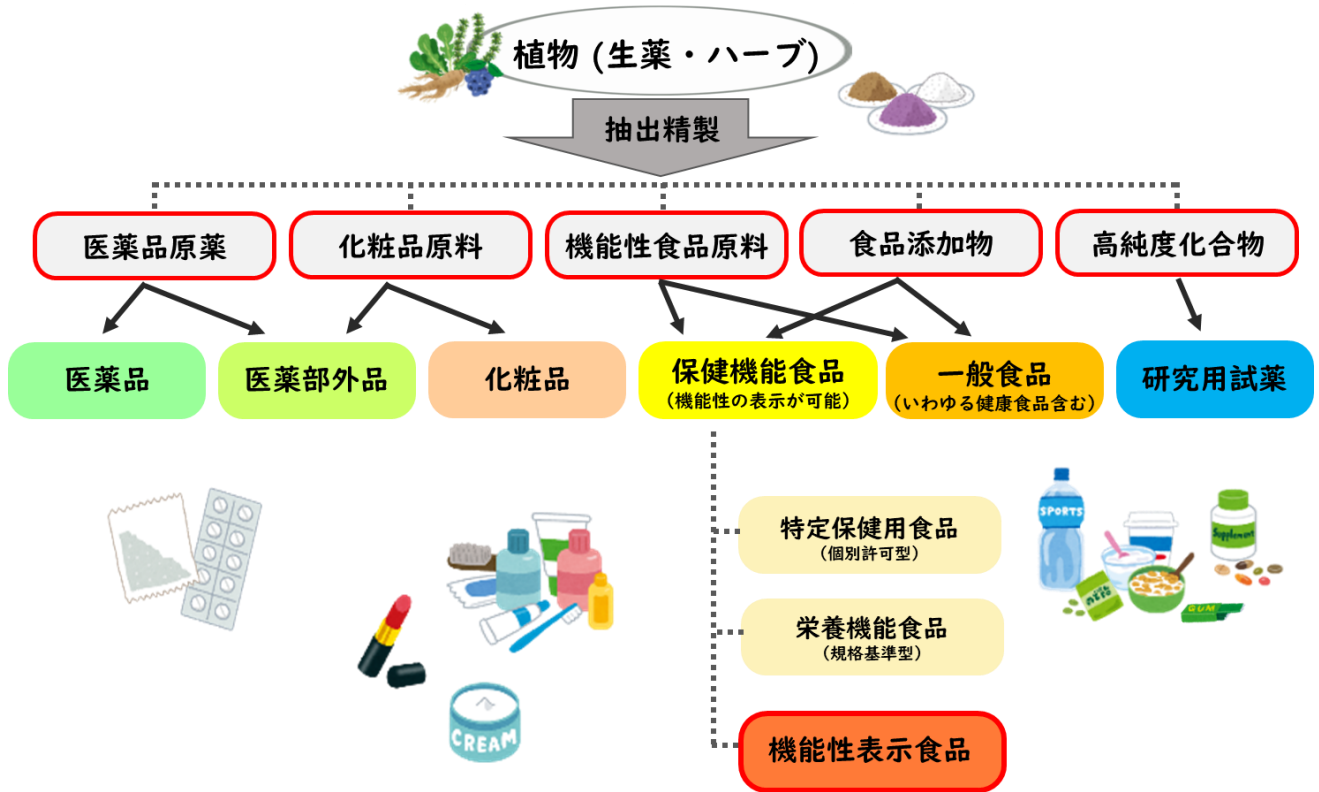 植物 (生薬・ハーブ)
抽出精製
医薬品原薬
化粧品原料
機能性食品原料
食品添加物
高純度化合物
医薬品
医薬部外品
化粧品
保健機能食品
(機能性の表示が可能)
一般食品
(いわゆる健康食品含む)
研究用試薬
特定保健用食品
(個別許可型)
栄養機能食品
(規格基準型)
機能性表示食品
SPORTS
Supplement
GUM
CREAM